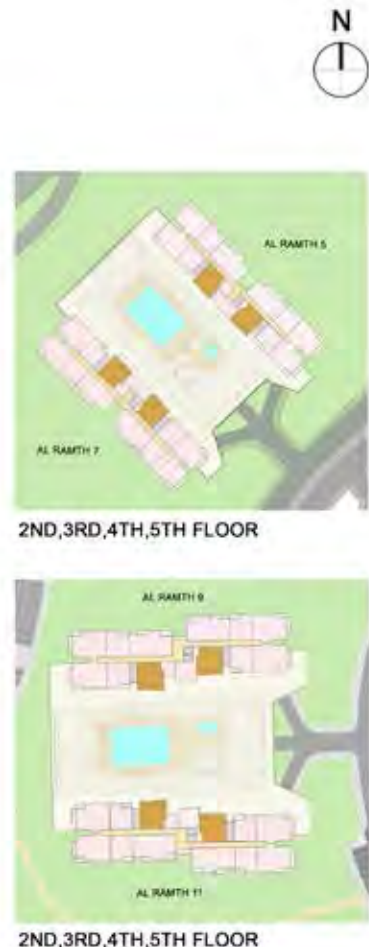 N
AL RAMTH 5
AL RAMTH 7
2ND,3RD,4TH,5TH FLOOR
AL RAMTH 9
AL RAMTH 11
2ND,3RD,4TH,5TH FLOOR